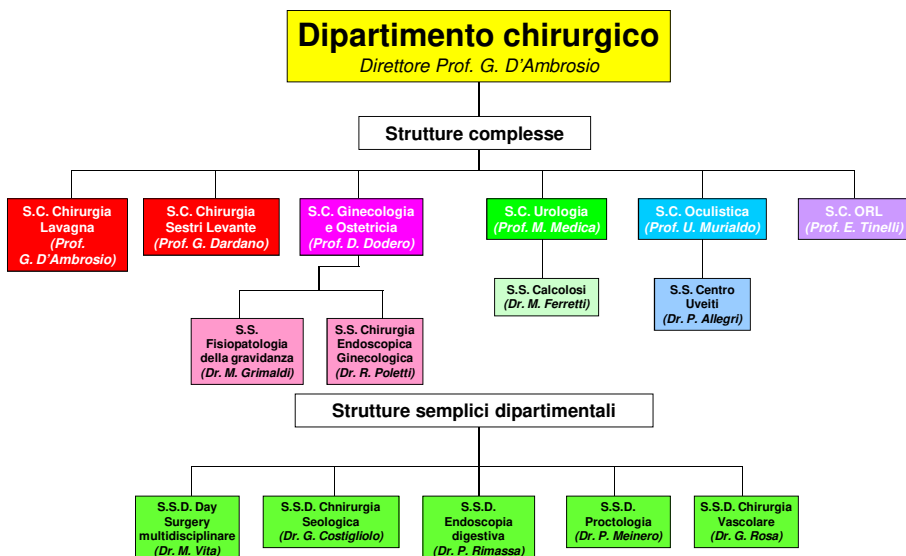 Dipartimento chirurgico
Direttore Prof. G. D'Ambrosio
Strutture complesse
S.C. Chirurgia
Lavagna
(Prof.
G. D'Ambrosio)
S.C. Chirurgia
Sestri Levante
(Prof. G. Dardano)
S.C. Ginecologia
e Ostetricia
(Prof. D. Dodero)
S.C. Urologia
(Prof. M. Medica)
S.C. Oculistica
(Prof. U. Murialdo)
S.C. ORL
(Prof. E. Tinelli)
S.S. Calcolosi
(Dr. M. Ferretti)
S.S. Centro
Uveiti
(Dr. P. Allegri)
S.S.
Fisiopatologia
della gravidanza
(Dr. M. Grimaldi)
S.S. Chirurgia
Endoscopica
Ginecologica
(Dr. R. Poletti)
Strutture semplici dipartimentali
S.S.D. Day
Surgery
multidisciplinare
(Dr. M. Vita)
S.S.D. Chnirurgia
Seologica
(Dr. G. Costigliolo)
S.S.D.
Endoscopia
digestiva
(Dr. P. Rimassa)
S.S.D.
Proctologia
(Dr. P. Meinero)
S.S.D. Chirurgia
Vascolare
(Dr. G. Rosa)